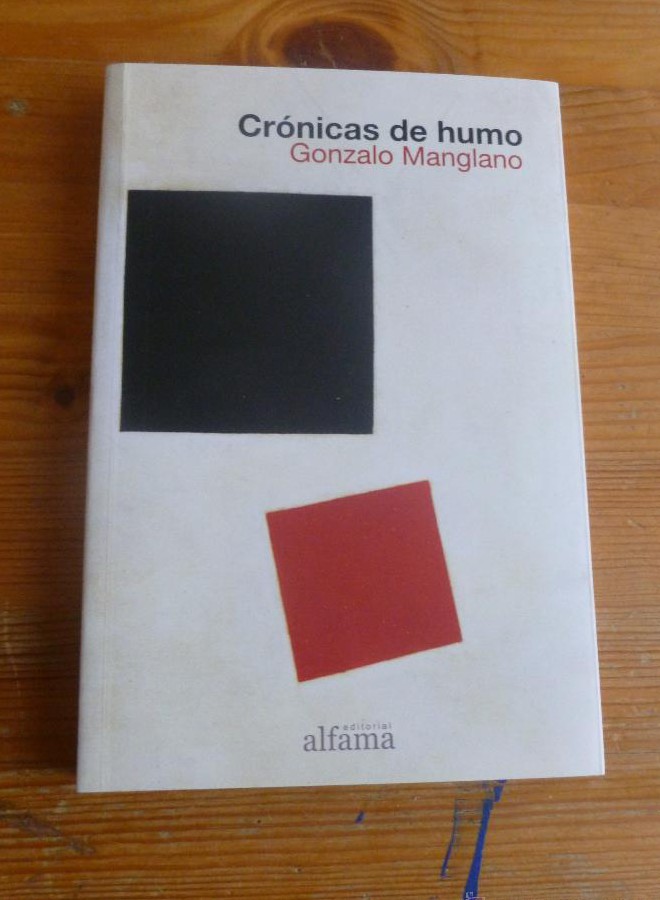 Crónicas de humo
Gonzalo Manglano
editorial
alfama